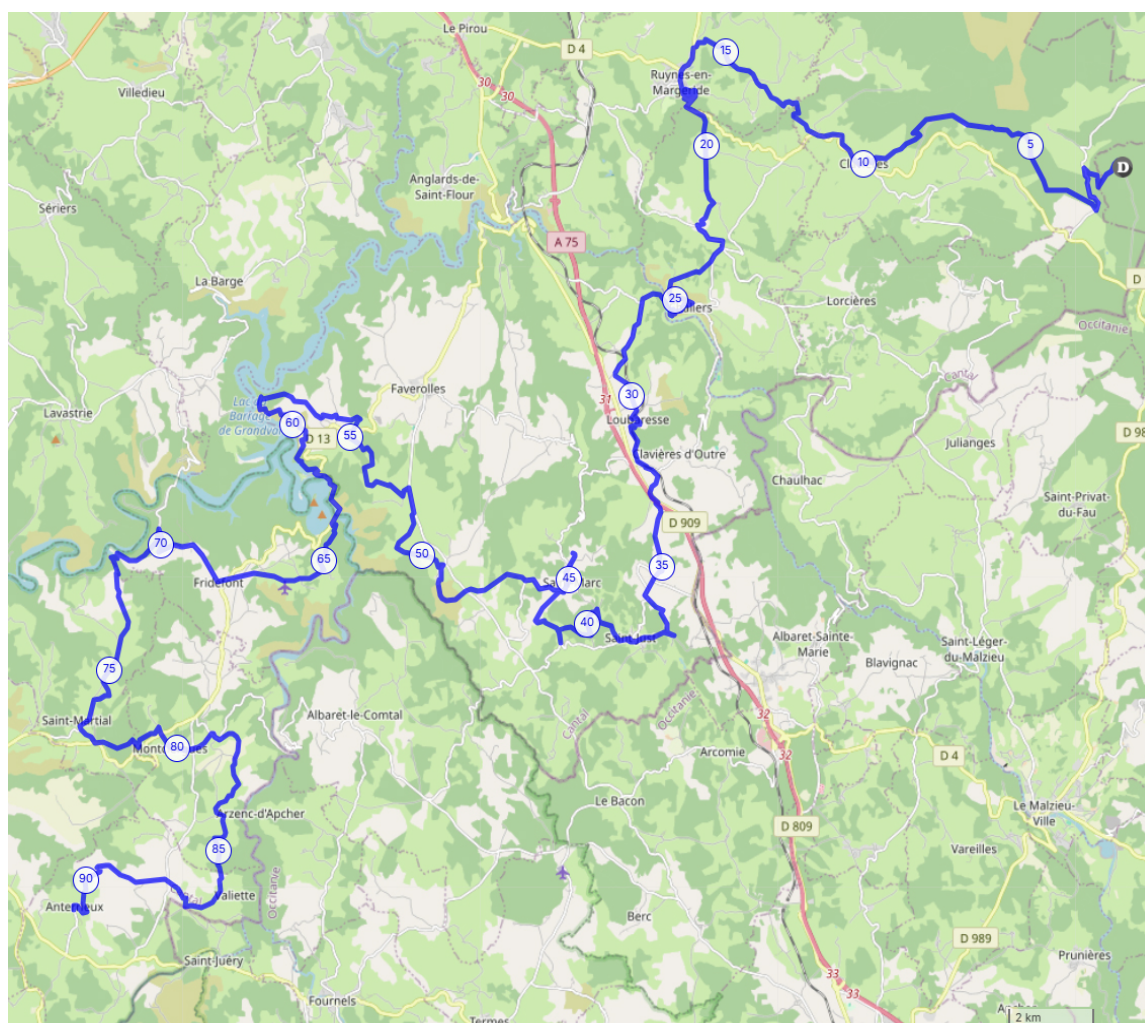 Le Pirou
D 4
15
Villedieu
30
30
Ruynes-en-
Margeride
20
5
10
D
Anglards-de-
Saint-Flour
Sériers
A 75
La Barge
25
Lorcières
D
Occitanie
Cantal
Faverolles
31
30
Lavastrie
60
55
D 13
Clavières d'Outre
Julianges
Chaulhac
D 909
Saint-Privat-
du-Fau
70
50
65
35
45
Fridefont
40
Saint-Just
Albaret-Sainte-
Marie
Saint-Léger-
du-Malzieu
Blavignac
75
Cantal
Occitanie
32
Saint-Martial
Albaret-le-Comtal
80
Arcomie
32
D 4
Le Bacon
Le Malzieu-
Ville
D 809
85
Vareilles
90
Anterrieux
Occitanie
Berc
D 989
Saint-Juéry
Prunières
33
33
Fournels
Termes
2 km